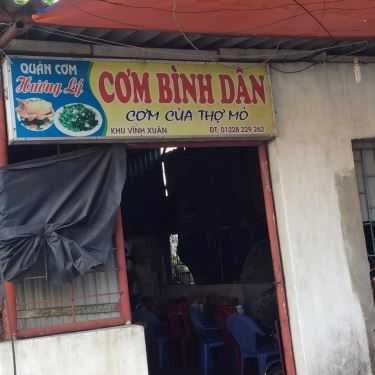 QUÁN CƠM
Hương Lý
CƠM BÌNH DÂN
CƠM CỦA THỢ MỎ
KHU VĨNH XUÂN
ĐT: 01228 229 262